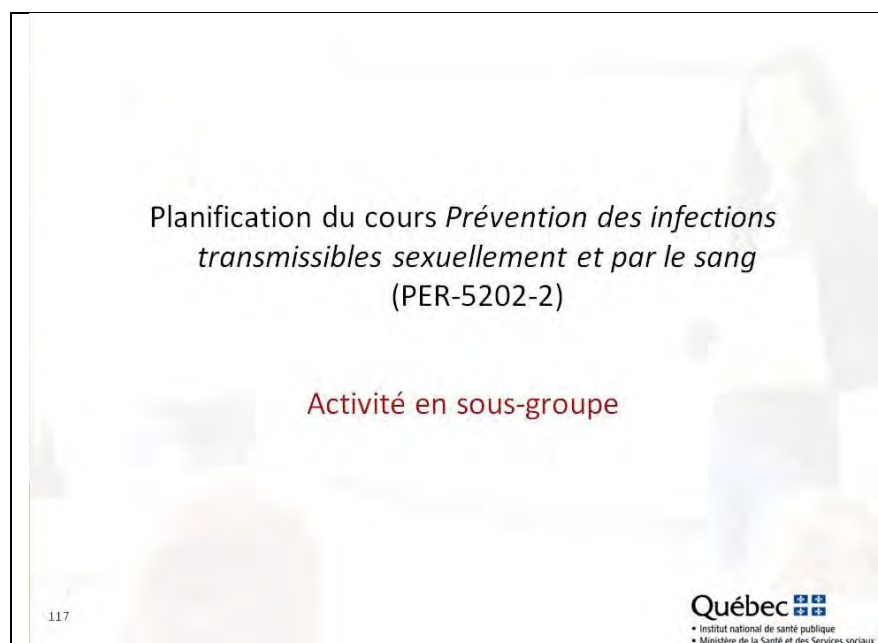 Planification du cours Prévention des infections
transmissibles sexuellement et par le sang
(PER-5202-2)
Activité en sous-groupe
117
Québec
• Institut national de santé publique
• Ministère de la Santé et des Services sociaux